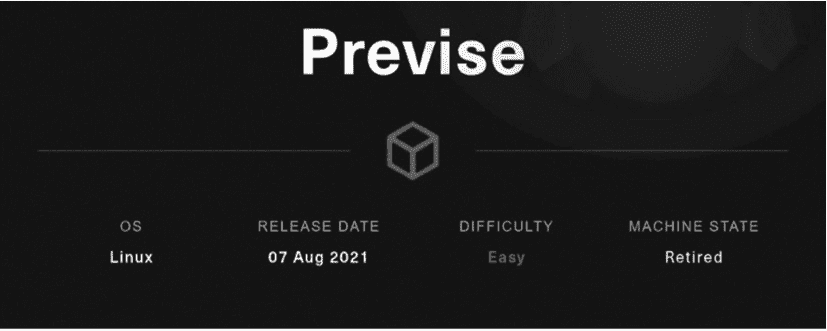 Previse
OS RELEASE DATE DIFFICULTY MACHINE STATE
Linux 07 Aug 2021 Easy Retired